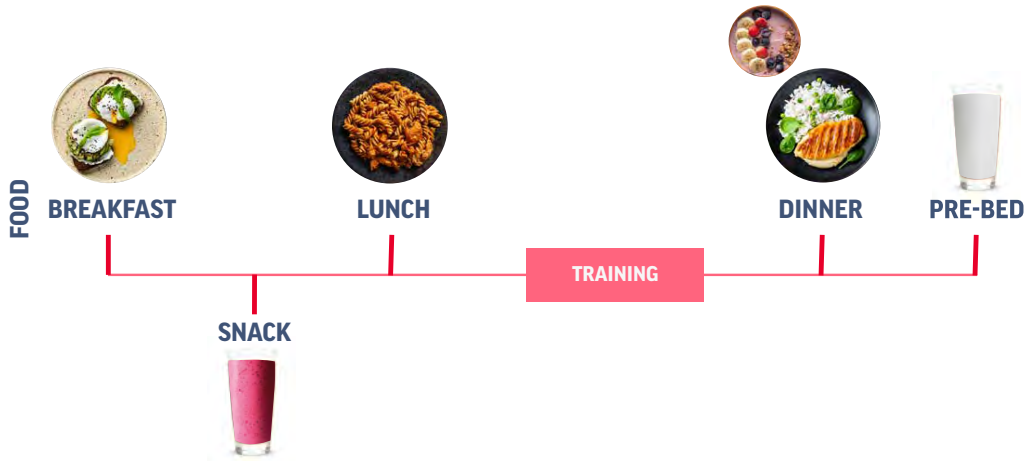 FOOD
BREAKFAST
LUNCH
DINNER
PRE-BED
TRAINING
SNACK